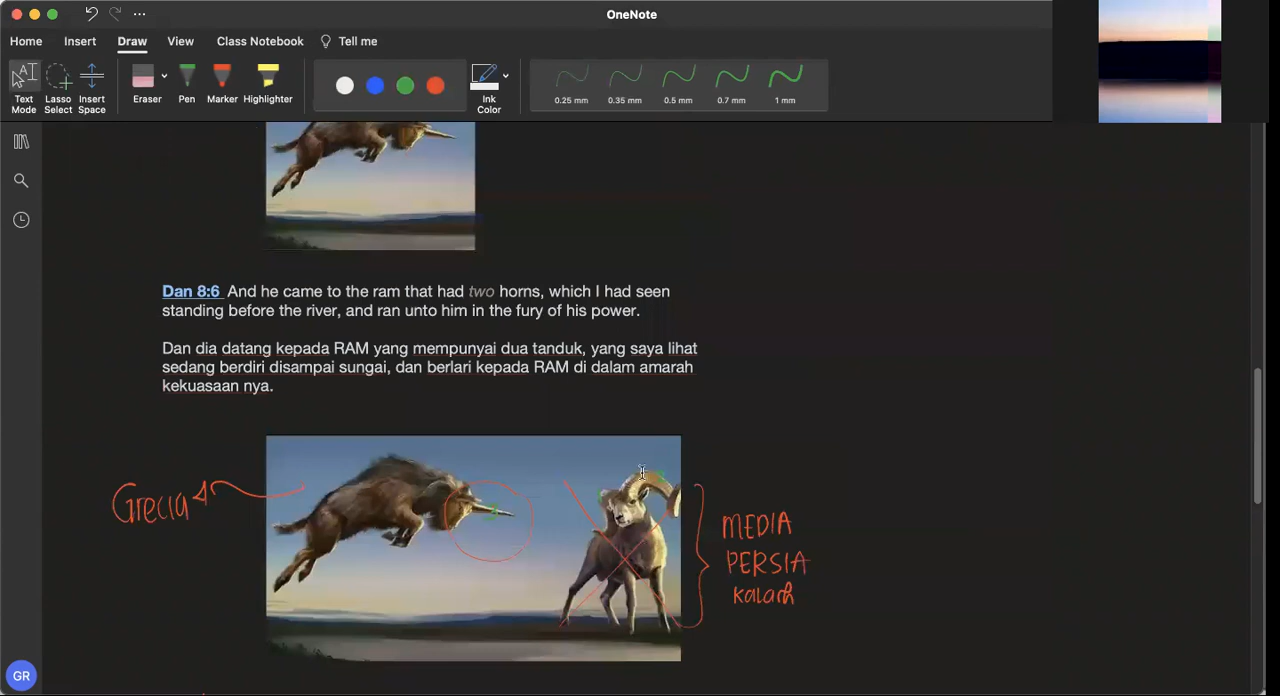 OneNote
Home Insert Draw View Class Notebook Tell me
Text Mode
Lasso Select
Insert Space
Eraser
Pen
Marker
Highlighter
Ink Color
0.25 mm
0.35 mm
0.5 mm
0.7 mm
1 mm
Dan 8:6 And he came to the ram that had two horns, which I had seen
standing before the river, and ran unto him in the fury of his power.
Dan dia datang kepada RAM yang mempunyai dua tanduk, yang saya lihat
sedang berdiri disampai sungai, dan berlari kepada RAM di dalam amarah
kekuasaan nya.
Grecia
MEDIA
PERSIA
kalah
GR